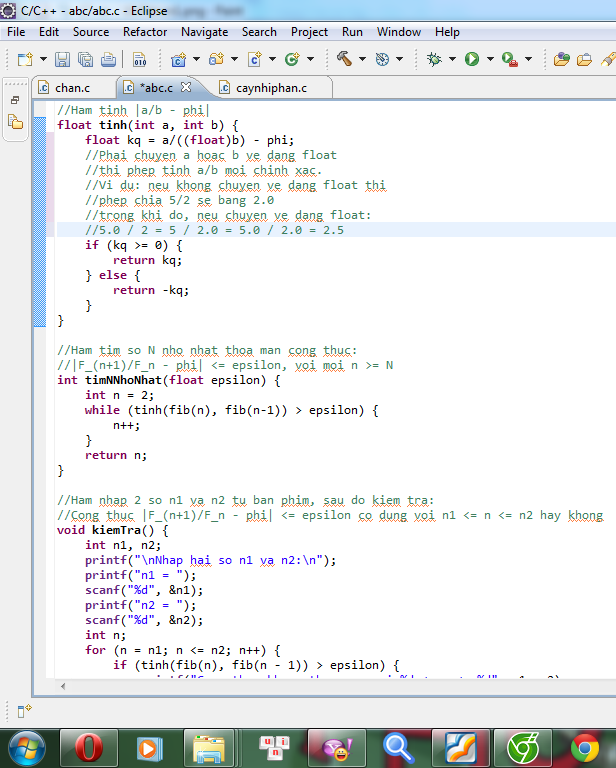 C/C++ - abc/abc.c - Eclipse
File Edit Source Refactor Navigate Search Project Run Window Help
chan.c *abc.c caynhiphan.c
//Ham tinh |a/b - phi|
float tinh(int a, int b) {
float kq = a/((float)b) - phi;
//Phai chuyen a hoac b ve dang float
//thi phep tinh a/b moi chinh xac.
//Vi du: neu khong chuyen ve dang float thi
//phep chia 5/2 se bang 2.0
//trong khi do, neu chuyen ve dang float:
//5.0 / 2 = 5 / 2.0 = 5.0 / 2.0 = 2.5
if (kq >= 0) {
return kq;
} else {
return -kq;
}
}
//Ham tim so N nho nhat thoa man cong thuc:
//|F_(n+1)/F_n - phi| <= epsilon, voi moi n >= N
int timNNhoNhat(float epsilon) {
int n = 2;
while (tinh(fib(n), fib(n-1)) > epsilon) {
n++;
}
return n;
}
//Ham nhap 2 so n1 va n2 tu ban phim, sau do kiem tra:
//Cong thuc |F_(n+1)/F_n - phi| <= epsilon co dung voi n1 <= n <= n2 hay khong
void kiemTra() {
int n1, n2;
printf("\nNhap hai so n1 va n2:\n");
printf("n1 = ");
scanf("%d", &n1);
printf("n2 = ");
scanf("%d", &n2);
int n;
for (n = n1; n <= n2; n++) {
if (tinh(fib(n), fib(n - 1)) > epsilon) {